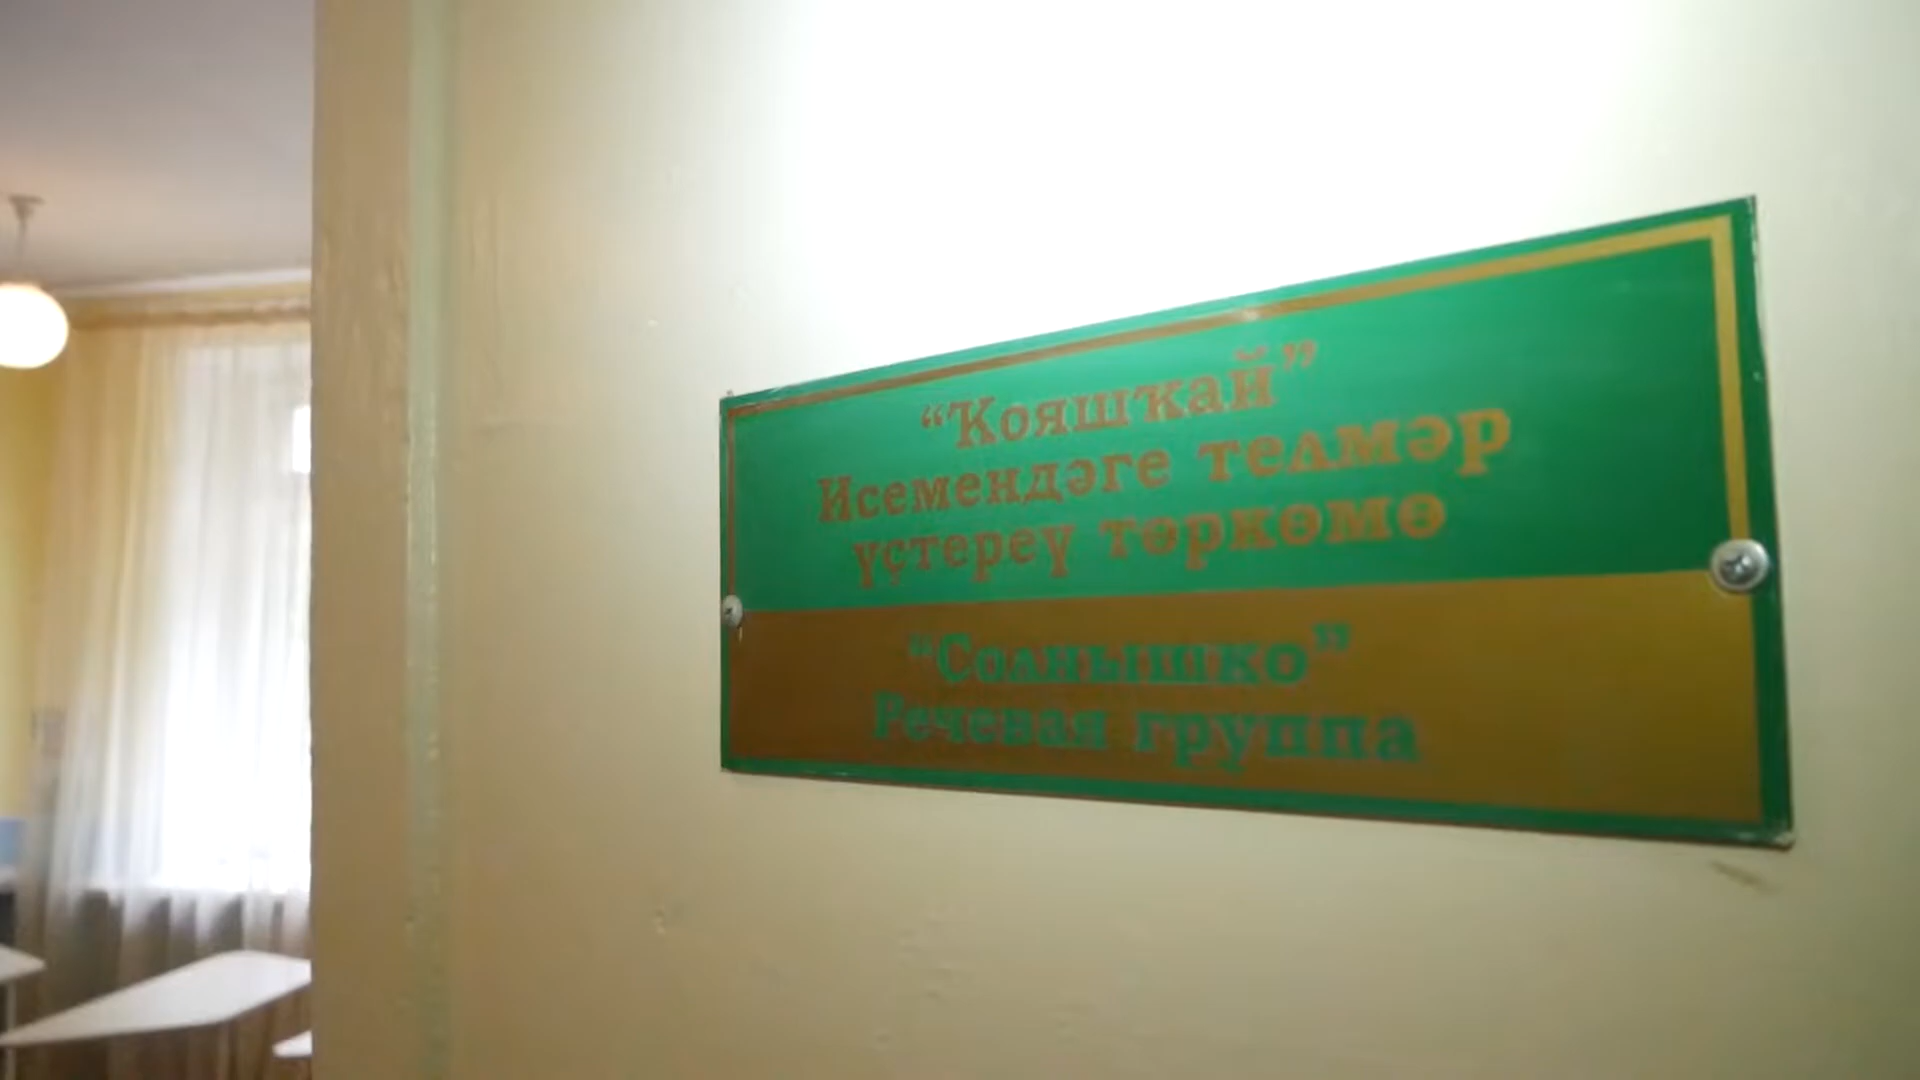 “Ҡояшҡай”
Исемендәге телмәр
үҫтереү төркөмө
“Солнышко”
Речевая группа